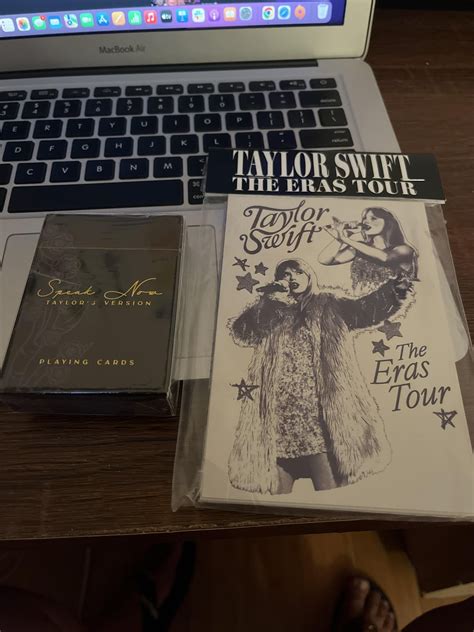 MacBook Air
TAYLOR SWIFT
THE ERAS TOUR
Taylor
Swift
The
Eras
Tour
Speak Now
TAYLOR'S VERSION
PLAYING CARDS